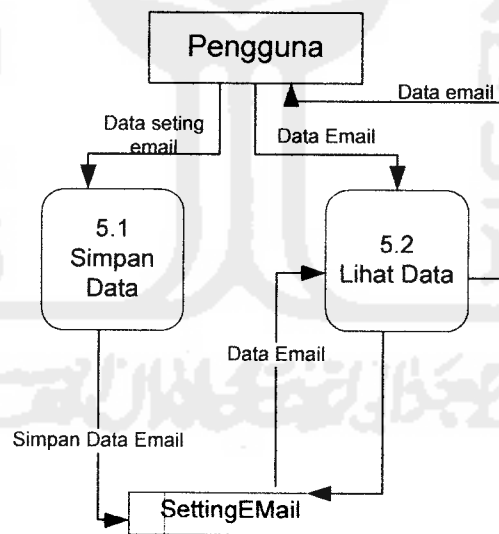 Pengguna
Data email
Data seting
email
Data Email
5.1
Simpan
Data
5.2
Lihat Data
Data Email
Simpan Data Email
SettingEMail